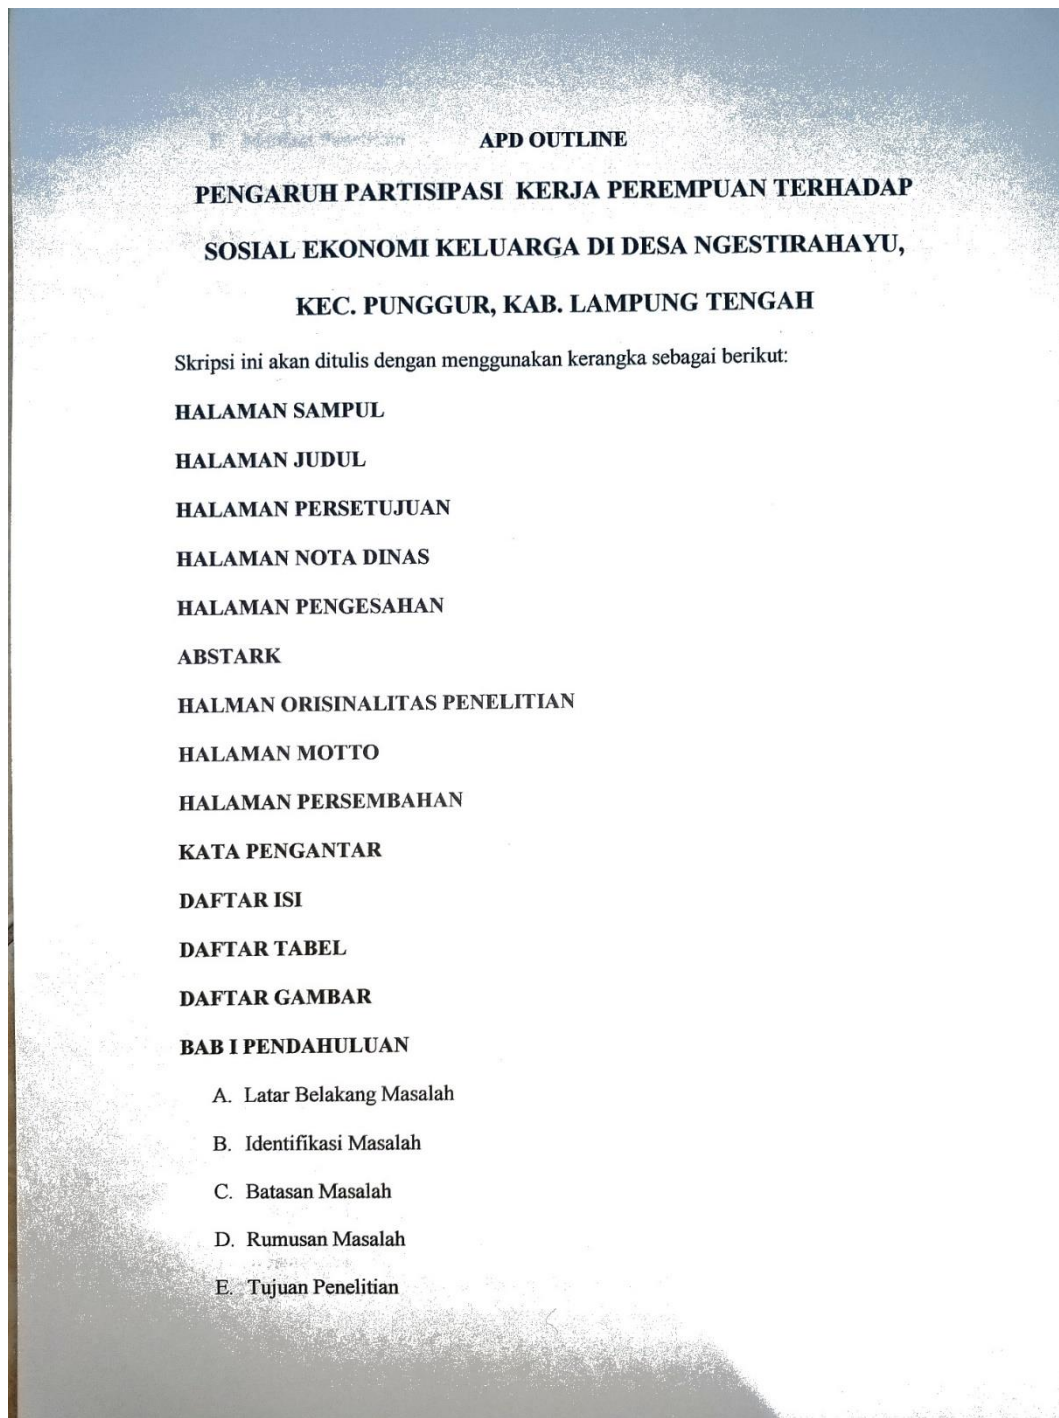 APD OUTLINE
PENGARUH PARTISIPASI KERJA PEREMPUAN TERHADAP
SOSIAL EKONOMI KELUARGA DI DESA NGESTIRAHAYU,
KEC. PUNGGUR, KAB. LAMPUNG TENGAH
Skripsi ini akan ditulis dengan menggunakan kerangka sebagai berikut:
HALAMAN SAMPUL
HALAMAN JUDUL
HALAMAN PERSETUJUAN
HALAMAN NOTA DINAS
HALAMAN PENGESAHAN
ABSTARK
HALMAN ORISINALITAS PENELITIAN
HALAMAN MOTTO
HALAMAN PERSEMBAHAN
KATA PENGANTAR
DAFTAR ISI
DAFTAR TABEL
DAFTAR GAMBAR
BAB I PENDAHULUAN
A. Latar Belakang Masalah
B. Identifikasi Masalah
C. Batasan Masalah
D. Rumusan Masalah
E. Tujuan Penelitian